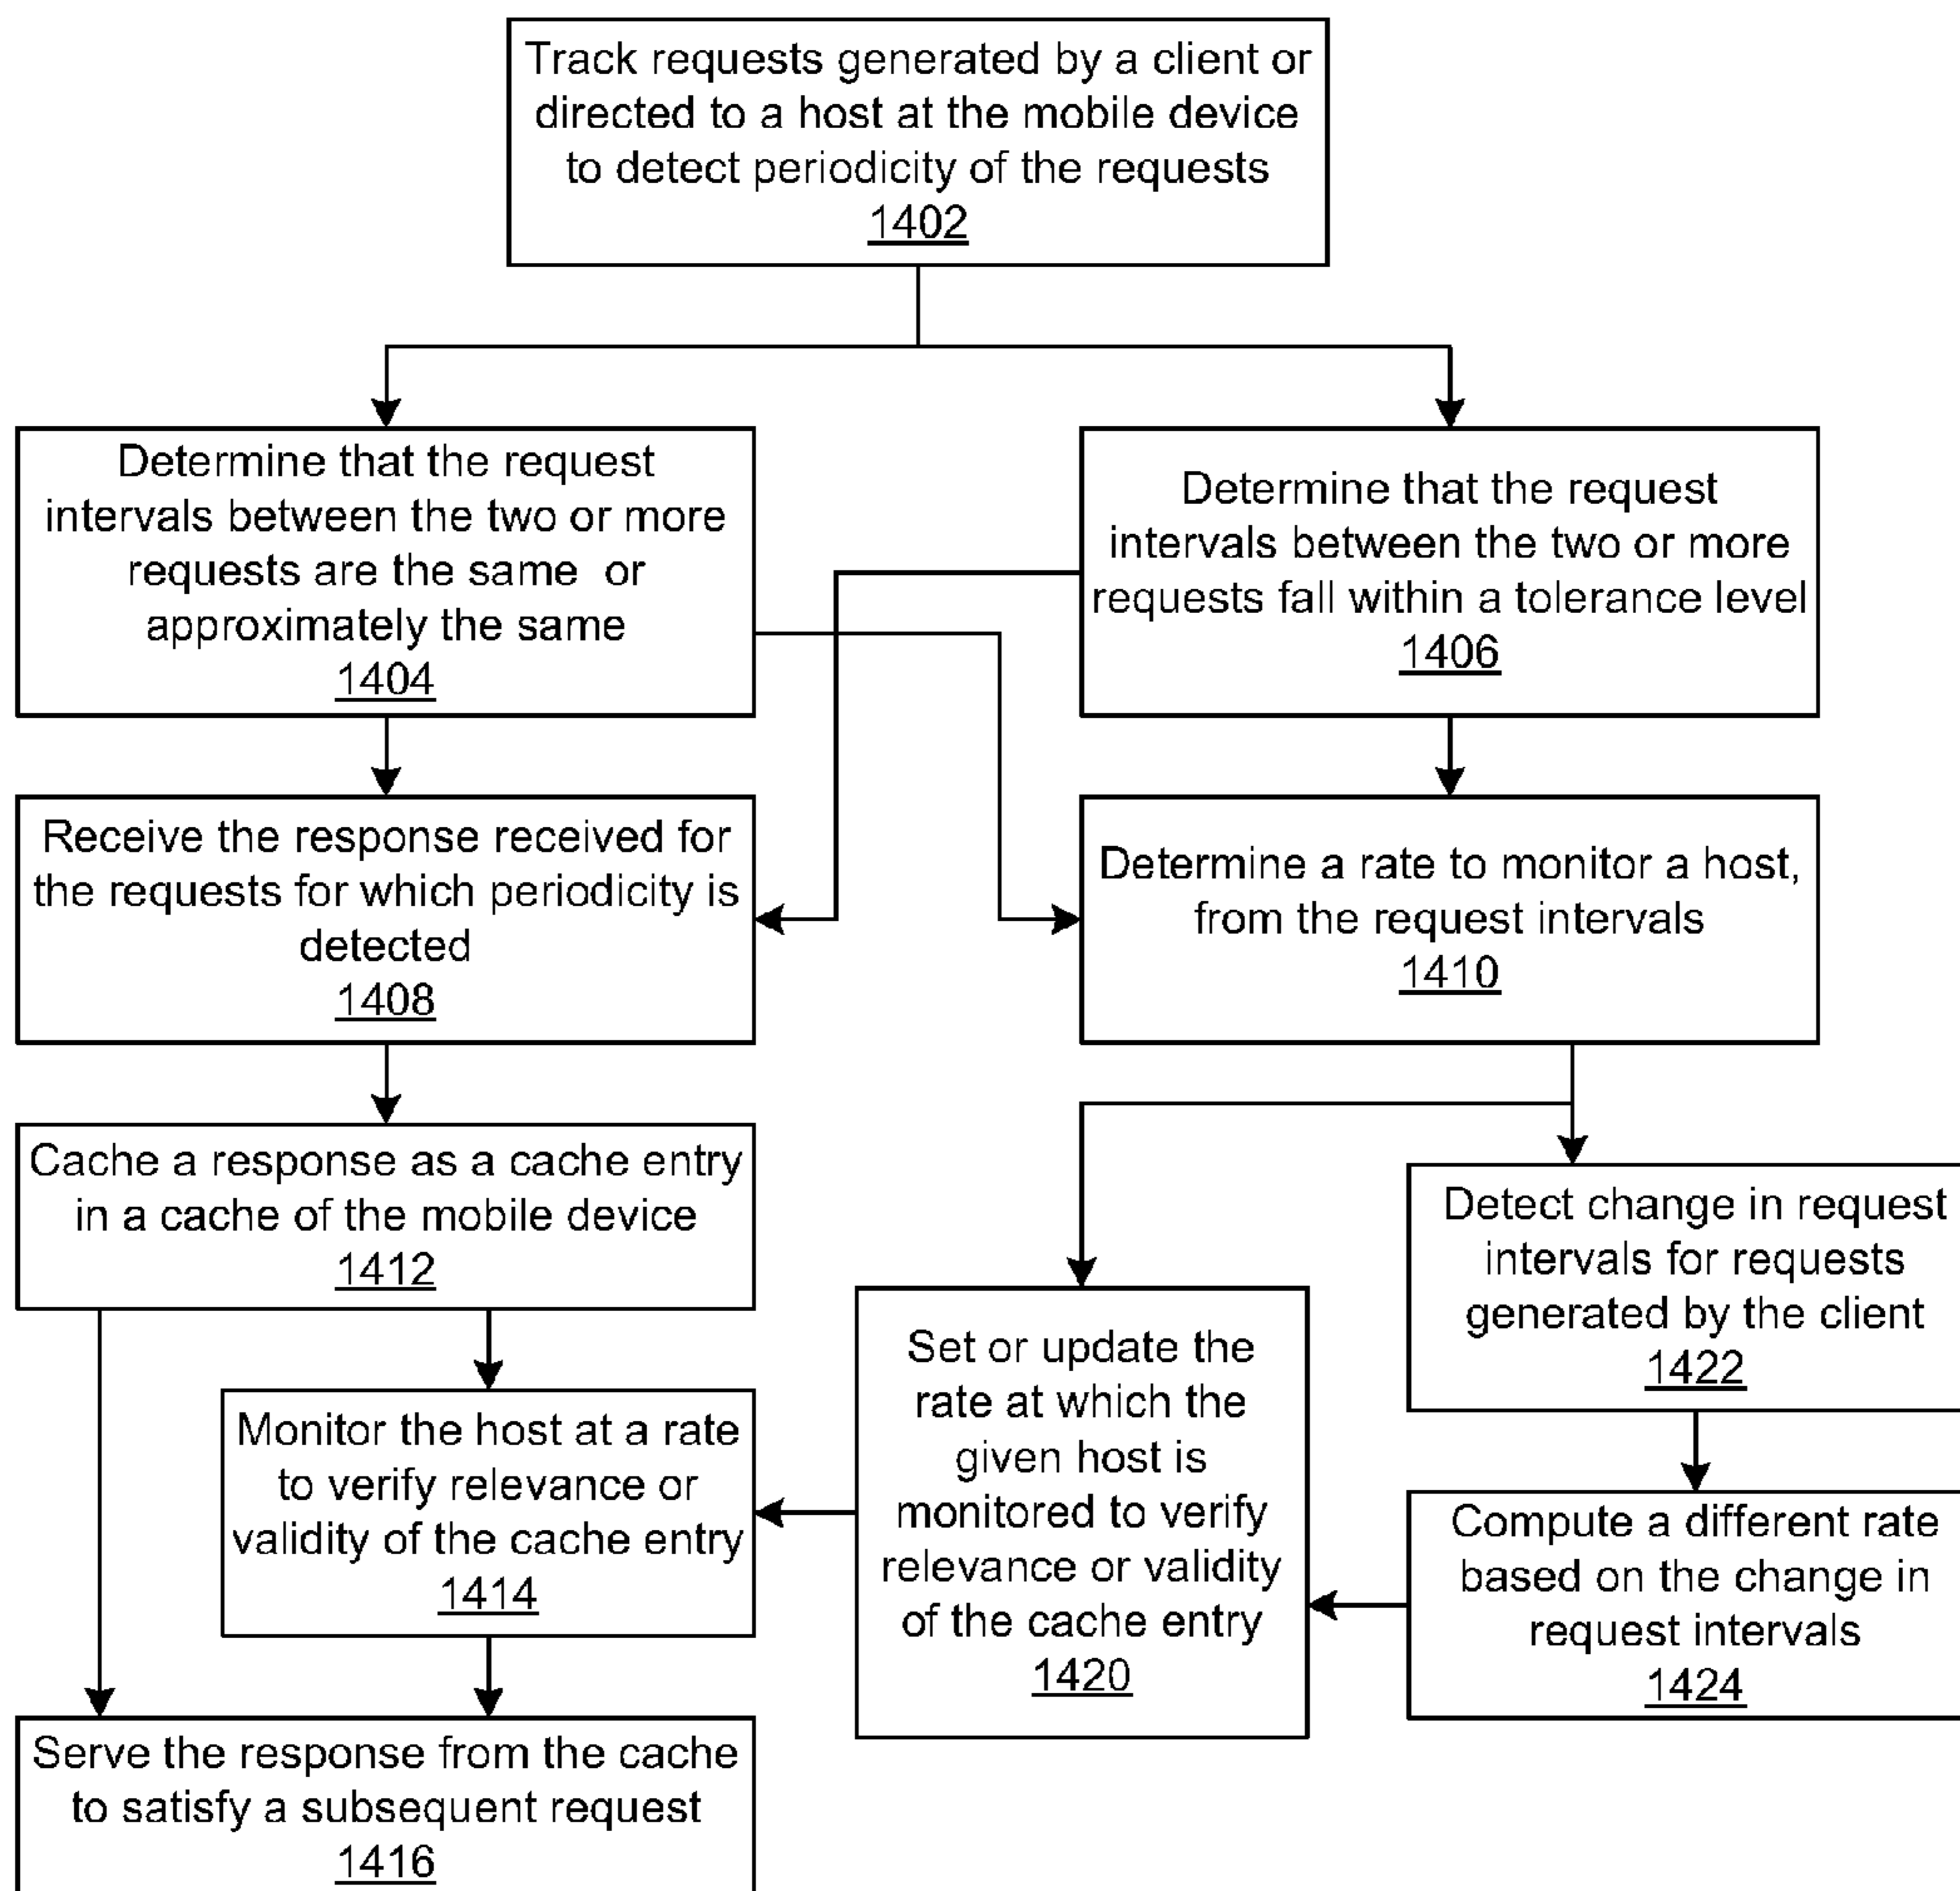 Track requests generated by a client or
directed to a host at the mobile device
to detect periodicity of the requests
1402
Determine that the request
intervals between the two or more
requests are the same or
approximately the same
1404
Determine that the request
intervals between the two or more
requests fall within a tolerance level
1406
Receive the response received for
the requests for which periodicity is
detected
1408
Determine a rate to monitor a host,
from the request intervals
1410
Cache a response as a cache entry
in a cache of the mobile device
1412
Detect change in request
intervals for requests
generated by the client
1422
Set or update the
rate at which the
given host is
monitored to verify
relevance or validity
of the cache entry
1420
Monitor the host at a rate
to verify relevance or
validity of the cache entry
1414
Compute a different rate
based on the change in
request intervals
1424
Serve the response from the cache
to satisfy a subsequent request
1416